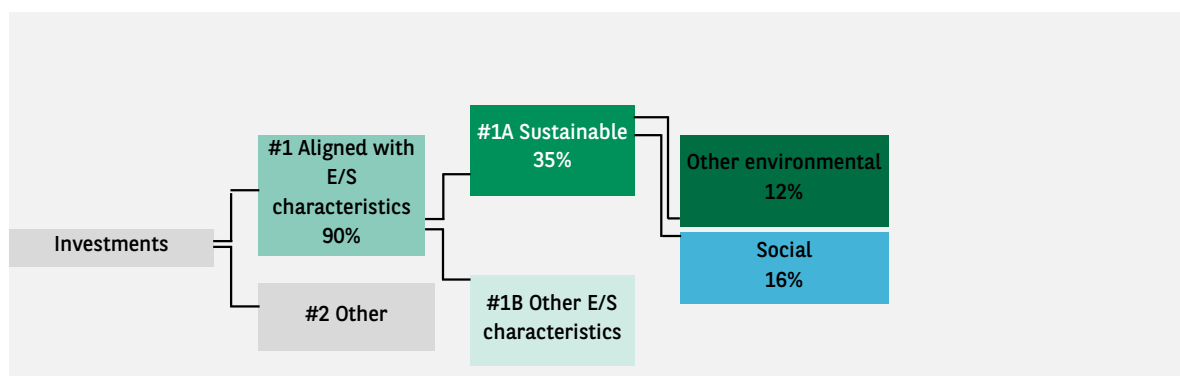 Investments
#1 Aligned with
E/S
characteristics
90%
#2 Other
#1A Sustainable
35%
#1B Other E/S
characteristics
Other environmental
12%
Social
16%